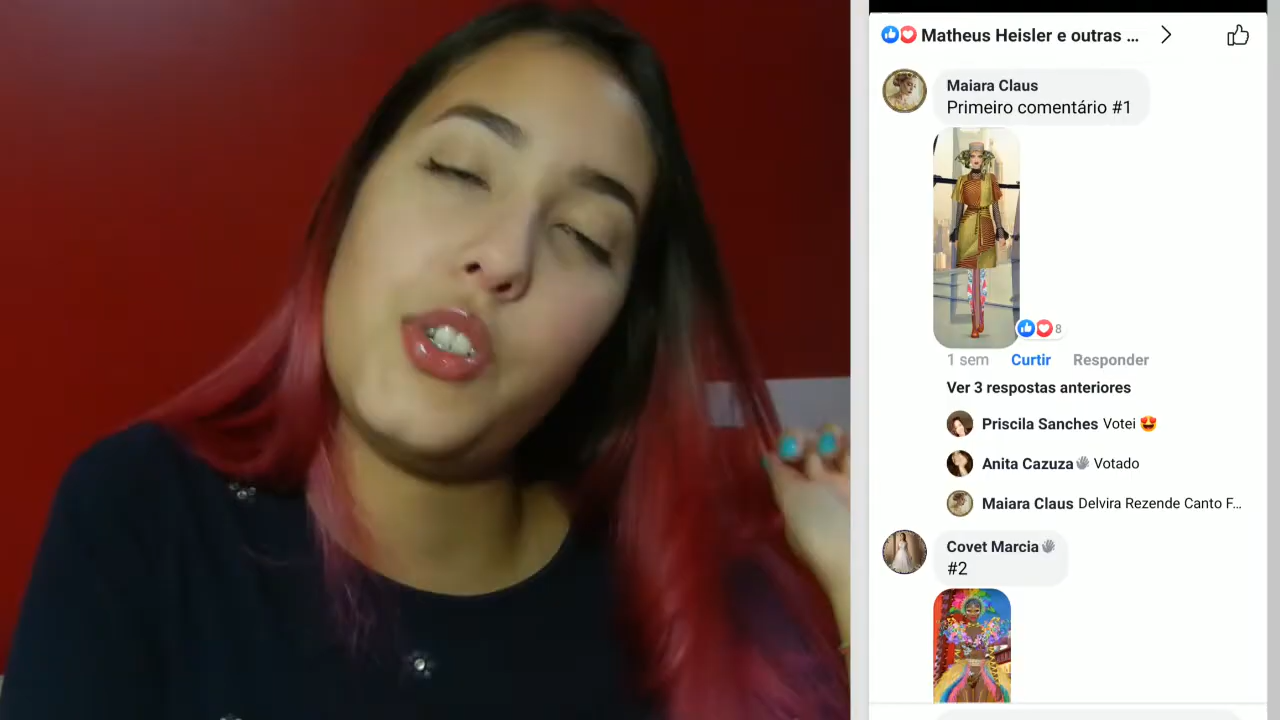 Matheus Heisler e outras ...
Maiara Claus
Primeiro comentário #1
8
1 sem Curtir Responder
Ver 3 respostas anteriores
Priscila Sanches Votei 😍
Anita Cazuza Votado
Maiara Claus Delvira Rezende Canto F...
Covet Marcia
#2